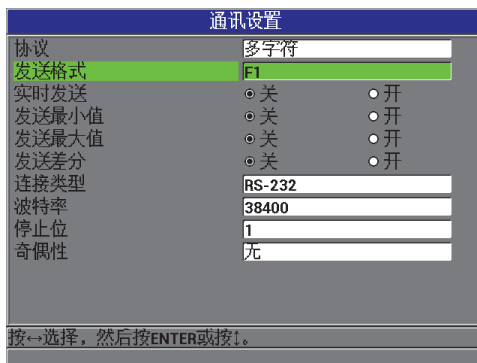 通讯设置
协议 多字符
发送格式 F1
实时发送 关 开
发送最小值 关 开
发送最大值 关 开
发送差分 关 开
连接类型 RS-232
波特率 38400
停止位 1
奇偶性 无
按↔选择，然后按ENTER或按↕。